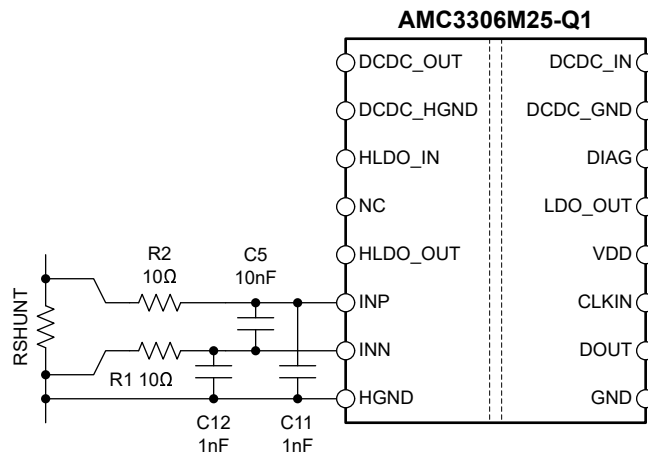 AMC3306M25-Q1
DCDC_OUT
DCDC_IN
DCDC_HGND
DCDC_GND
HLDO_IN
DIAG
NC
LDO_OUT
R2
10Ω
C5
10nF
HLDO_OUT
VDD
INP
CLKIN
RSHUNT
INN
DOUT
R1 10Ω
HGND
GND
C12
1nF
C11
1nF